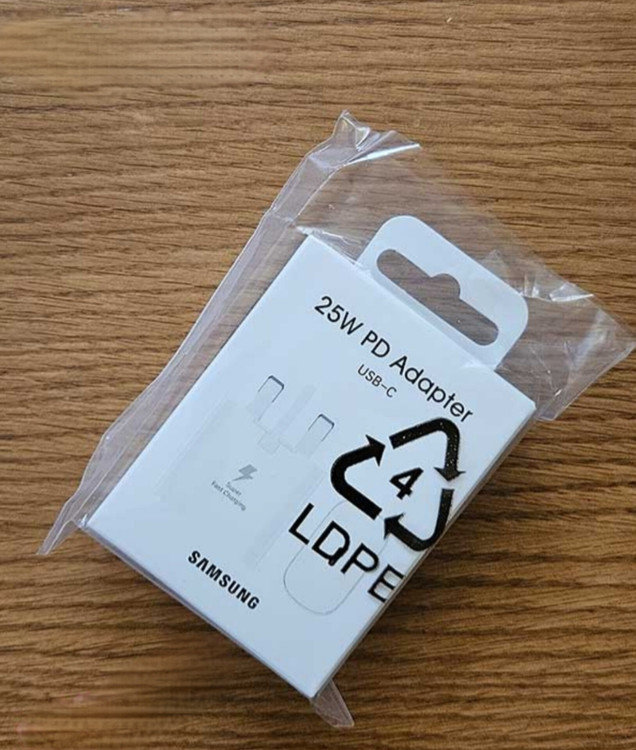 25W PD Adapter
USB-C
Super
Fast Charging
SAMSUNG
4
LDPE